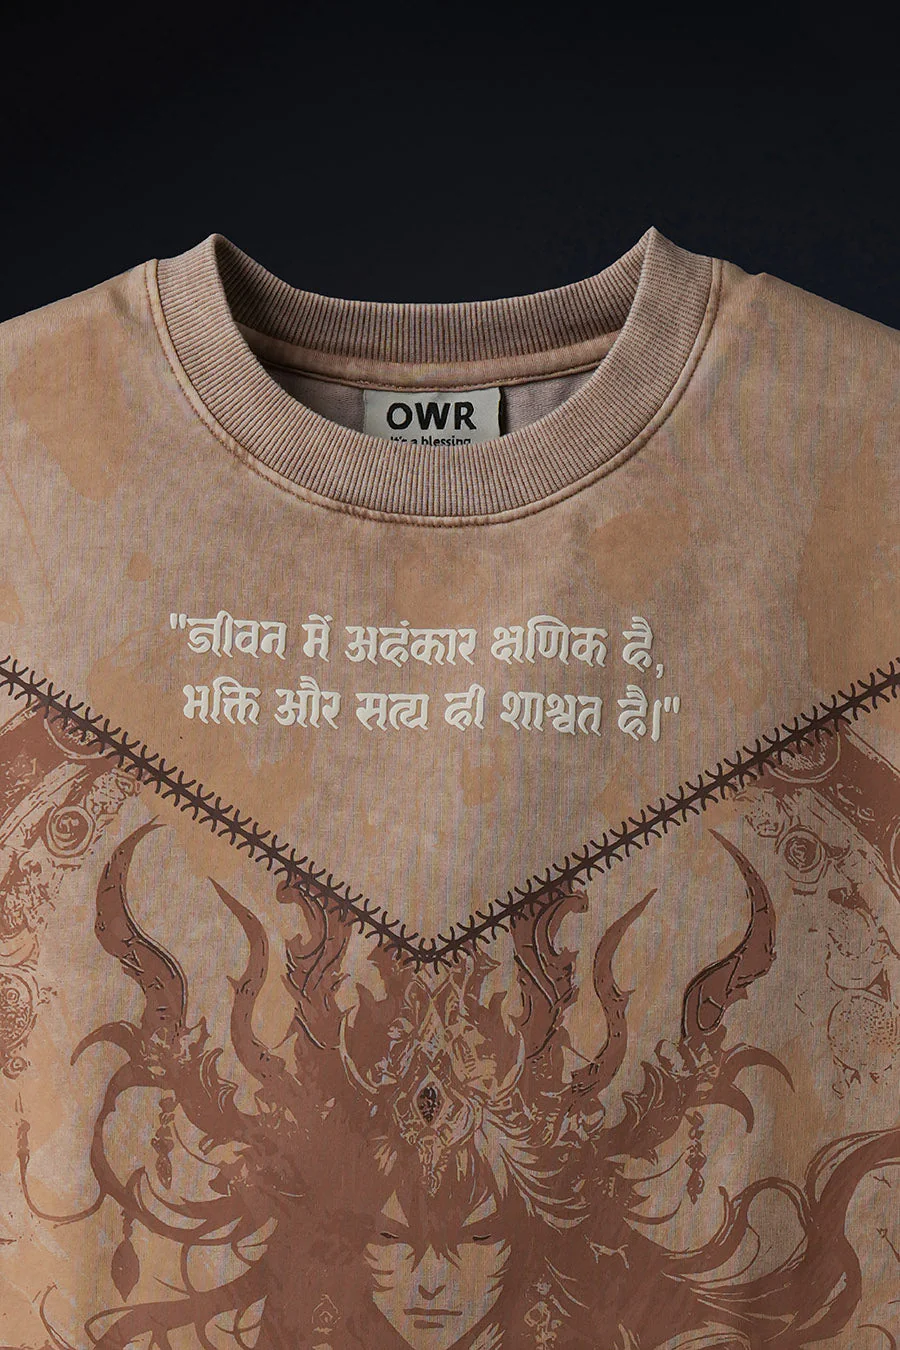 OWR
It's a blessing
"जीवन में अहंकार क्षणिक है,
भक्ति और सत्य ही शाश्वत है।"